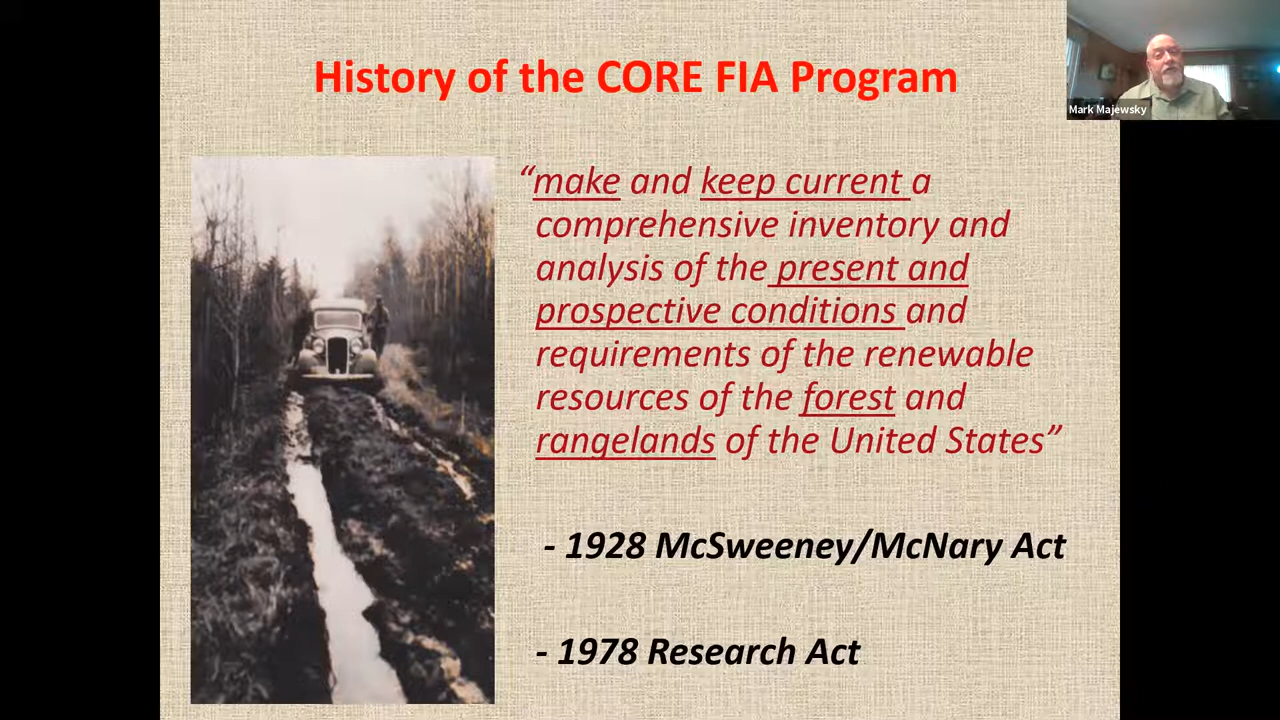 History of the CORE FIA Program
Mark Majewsky
“make and keep current a
comprehensive inventory and
analysis of the present and
prospective conditions and
requirements of the renewable
resources of the forest and
rangelands of the United States”
- 1928 McSweeney/McNary Act
- 1978 Research Act